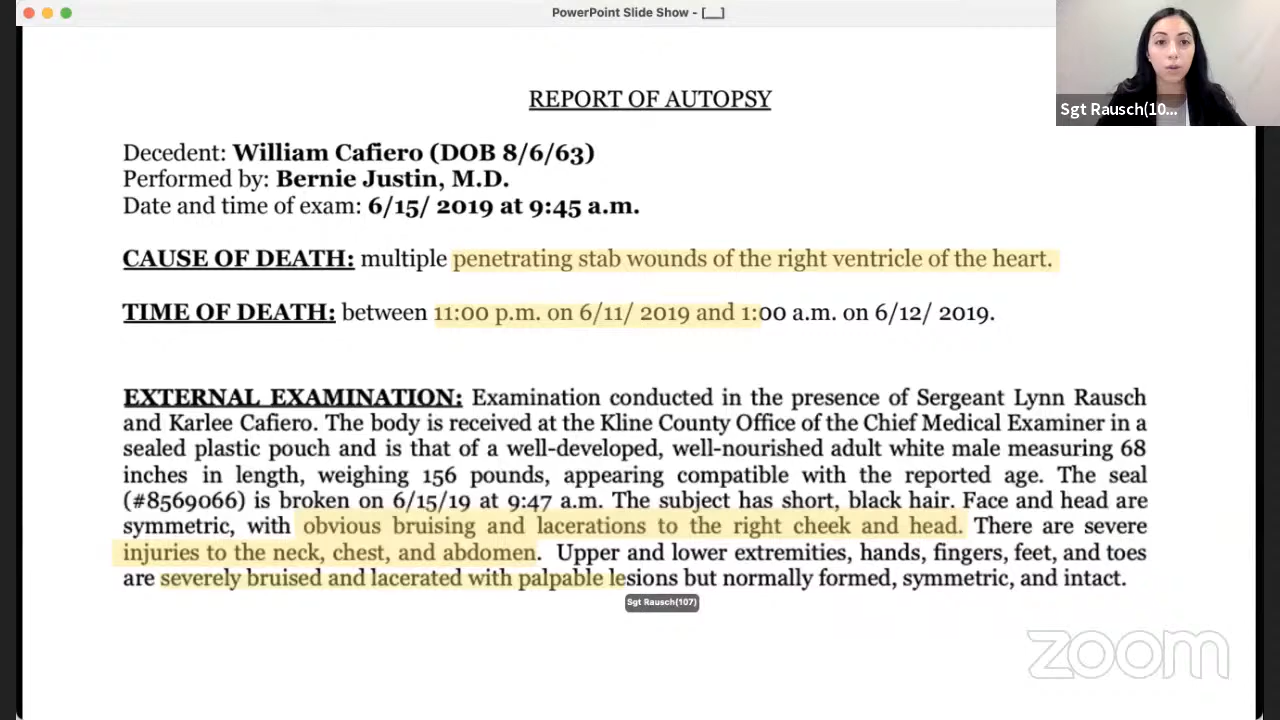 PowerPoint Slide Show - [__]
Sgt Rausch(10...
REPORT OF AUTOPSY
Decedent: William Cafiero (DOB 8/6/63)
Performed by: Bernie Justin, M.D.
Date and time of exam: 6/15/ 2019 at 9:45 a.m.
CAUSE OF DEATH: multiple penetrating stab wounds of the right ventricle of the heart.
TIME OF DEATH: between 11:00 p.m. on 6/11/ 2019 and 1:00 a.m. on 6/12/ 2019.
EXTERNAL EXAMINATION: Examination conducted in the presence of Sergeant Lynn Rausch
and Karlee Cafiero. The body is received at the Kline County Office of the Chief Medical Examiner in a
sealed plastic pouch and is that of a well-developed, well-nourished adult white male measuring 68
inches in length, weighing 156 pounds, appearing compatible with the reported age. The seal
(#8569066) is broken on 6/15/19 at 9:47 a.m. The subject has short, black hair. Face and head are
symmetric, with obvious bruising and lacerations to the right cheek and head. There are severe
injuries to the neck, chest, and abdomen. Upper and lower extremities, hands, fingers, feet, and toes
are severely bruised and lacerated with palpable lesions but normally formed, symmetric, and intact.
Sgt Rausch(107)
zoom